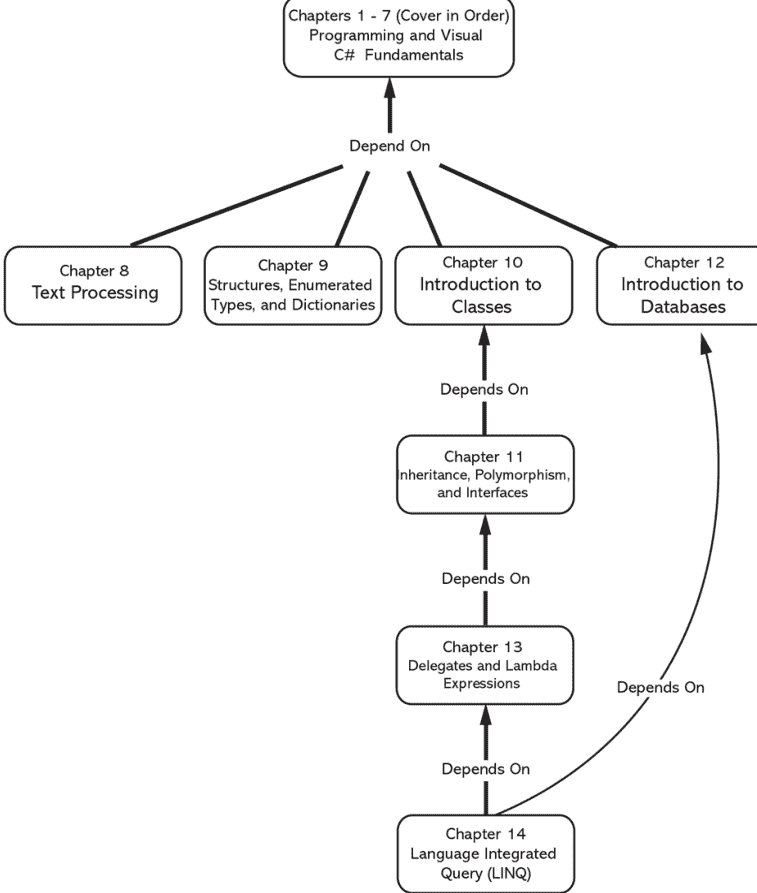 Chapters 1 - 7 (Cover in Order)
Programming and Visual
C# Fundamentals
Depend On
Chapter 8
Text Processing
Chapter 9
Structures, Enumerated
Types, and Dictionaries
Chapter 10
Introduction to
Classes
Chapter 12
Introduction to
Databases
Depends On
Chapter 11
Inheritance, Polymorphism,
and Interfaces
Depends On
Chapter 13
Delegates and Lambda
Expressions
Depends On
Depends On
Chapter 14
Language Integrated
Query (LINQ)